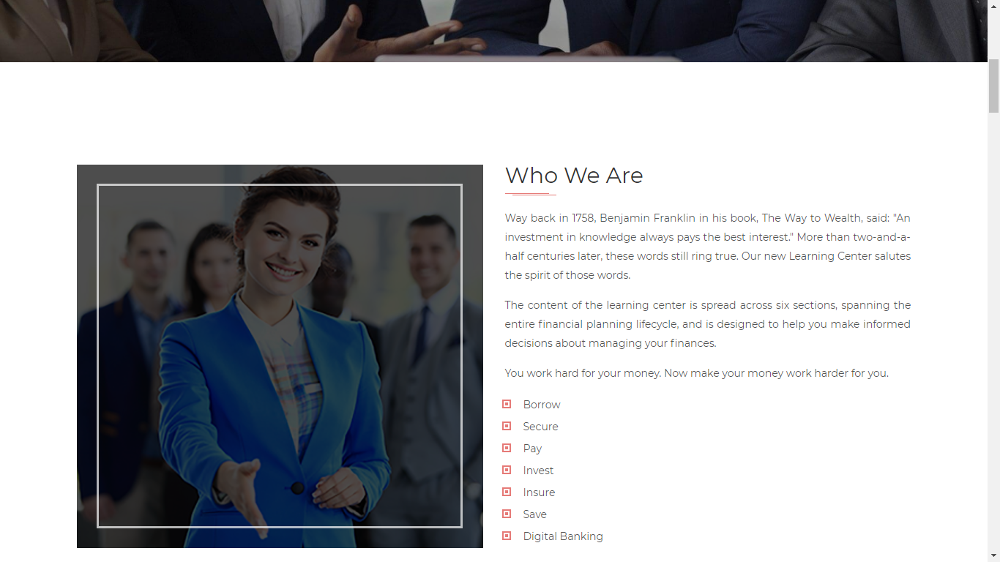 Who We Are
Way back in 1758, Benjamin Franklin in his book, The Way to Wealth, said: "An
investment in knowledge always pays the best interest." More than two-and-a-
half centuries later, these words still ring true. Our new Learning Center salutes
the spirit of those words.
The content of the learning center is spread across six sections, spanning the
entire financial planning lifecycle, and is designed to help you make informed
decisions about managing your finances.
You work hard for your money. Now make your money work harder for you.
Borrow
Secure
Pay
Invest
Insure
Save
Digital Banking